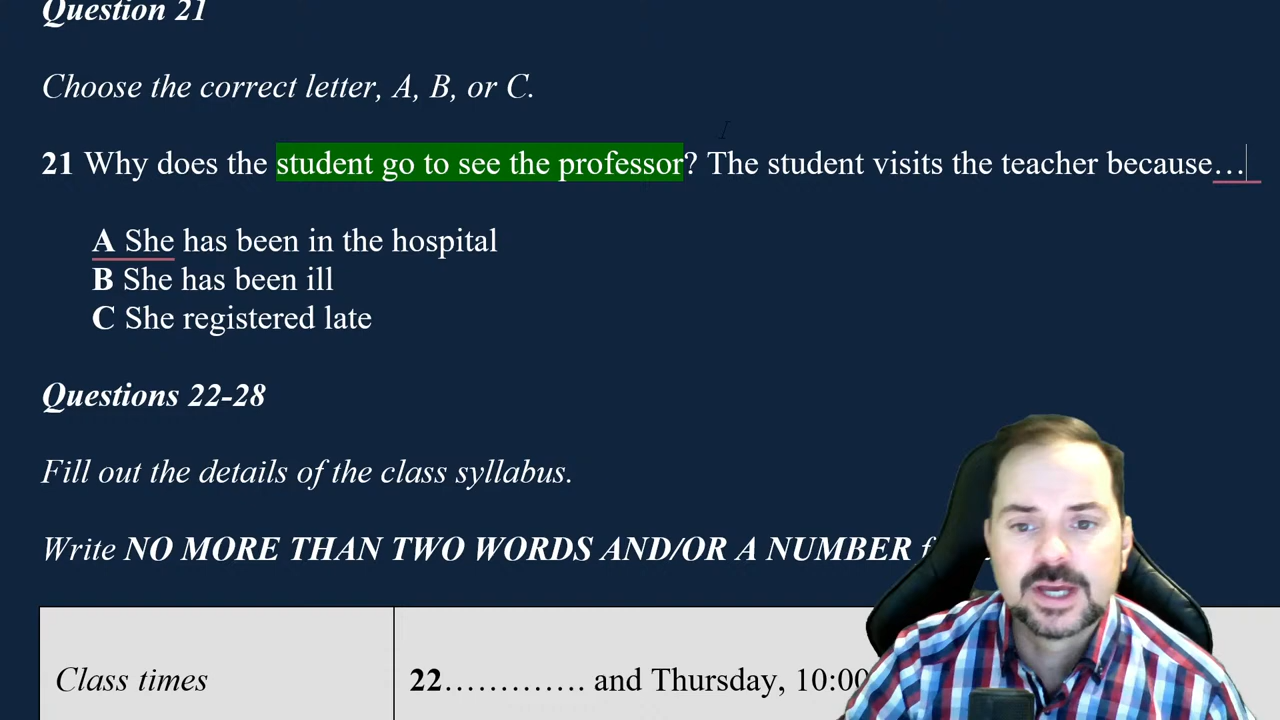 Question 21
Choose the correct letter, A, B, or C.
21 Why does the student go to see the professor? The student visits the teacher because…
A She has been in the hospital
B She has been ill
C She registered late
Questions 22-28
Fill out the details of the class syllabus.
Write NO MORE THAN TWO WORDS AND/OR A NUMBER
Class times
22…………. and Thursday, 10:00